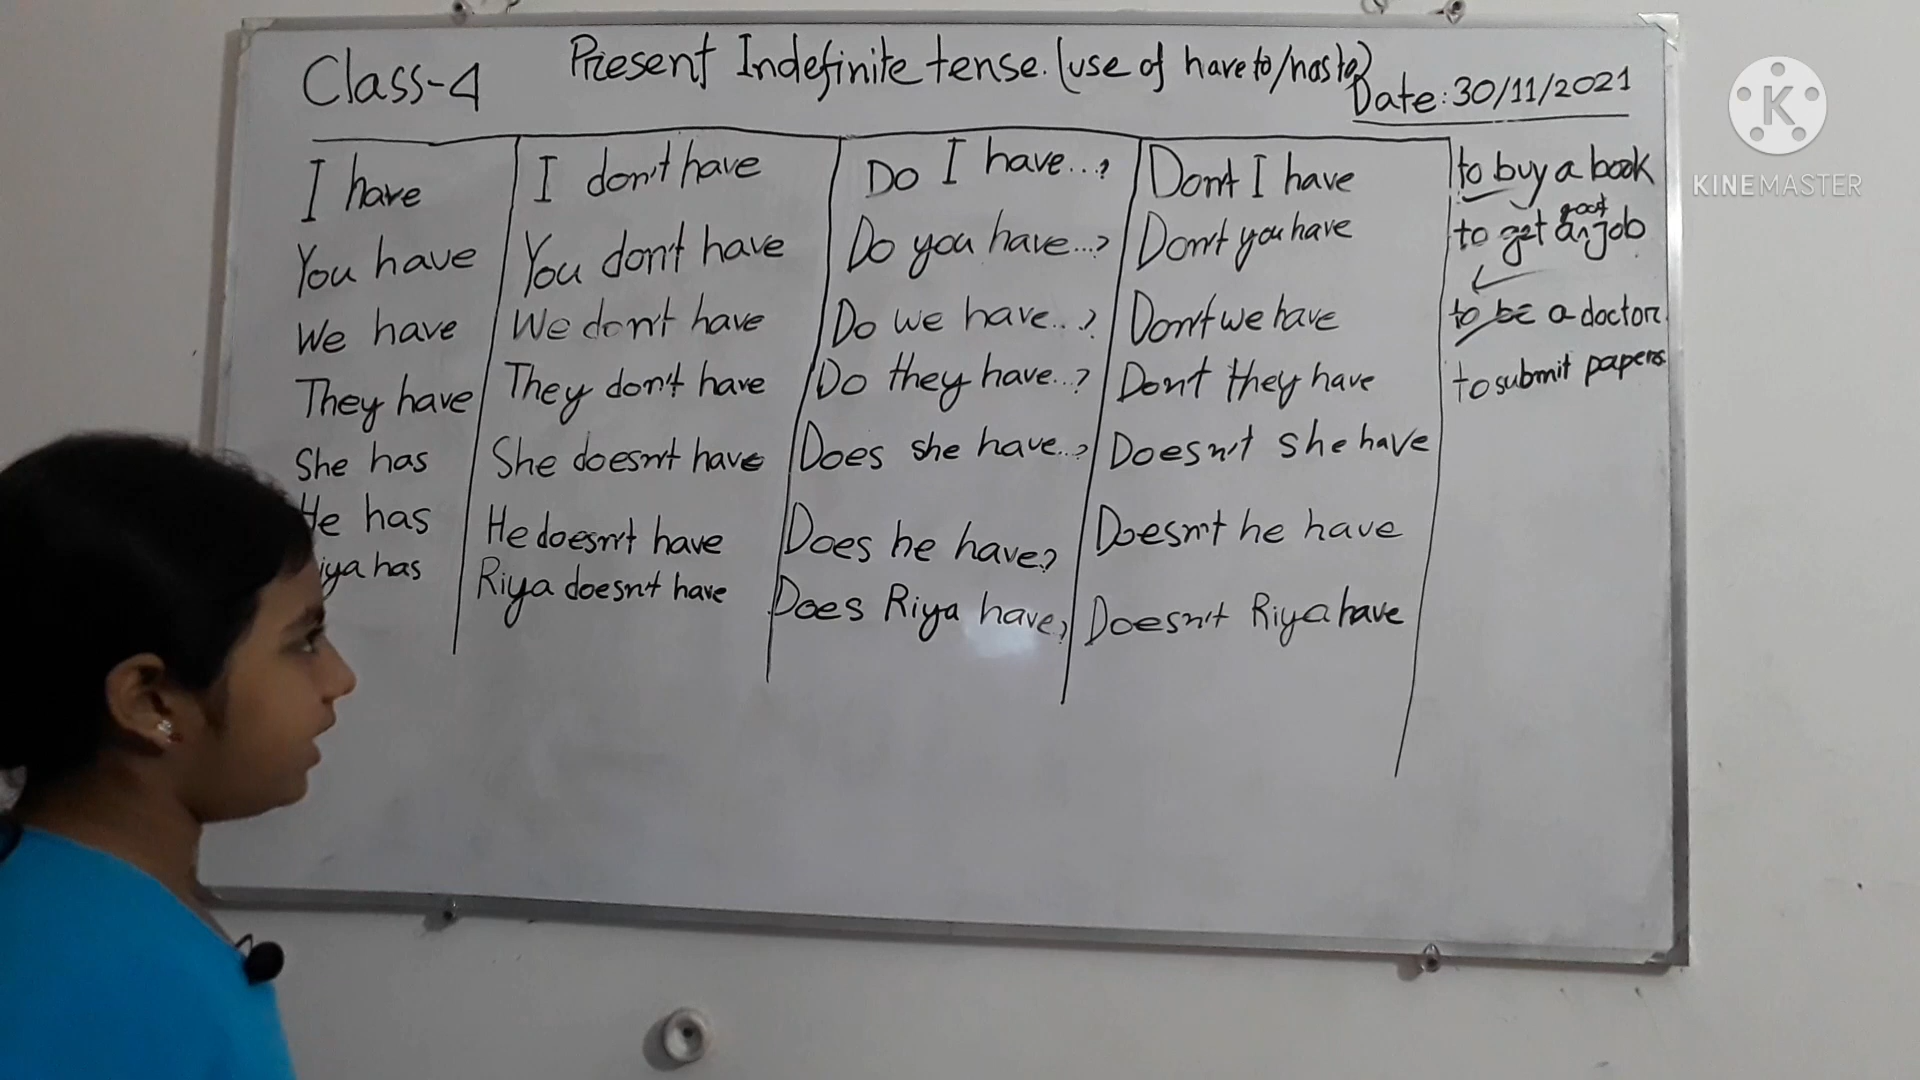 Class-4
Present Indefinite tense. (use of have to/has to)
Date: 30/11/2021
KINEMASTER
I have
You have
We have
They have
She has
He has
iya has
I don't have
You don't have
We don't have
They don't have
She doesn't have
He doesn't have
Riya doesn't have
Do I have...?
Do you have...?
Do we have...?
Do they have...?
Does she have...?
Does he have?
Does Riya have?
Don't I have
Don't you have
Don't we have
Don't they have
Doesn't she have
Doesn't he have
Doesn't Riya have
to buy a book
to get a good job
to be a doctor.
to submit papers